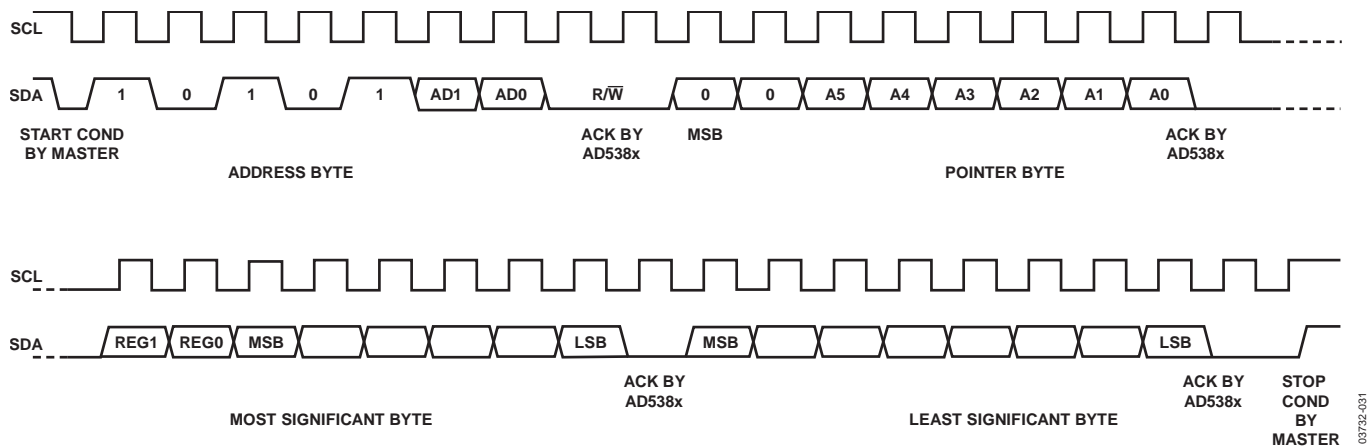 SCL
SDA 1 0 1 0 1 AD1 AD0 R/W̅ 0 0 A5 A4 A3 A2 A1 A0
START COND
BY MASTER
ACK BY
AD538x
MSB
ACK BY
AD538x
ADDRESS BYTE
POINTER BYTE
SCL
SDA REG1 REG0 MSB LSB MSB LSB
ACK BY
AD538x
ACK BY
AD538x
STOP
COND
BY
MASTER
MOST SIGNIFICANT BYTE
LEAST SIGNIFICANT BYTE
03732-031